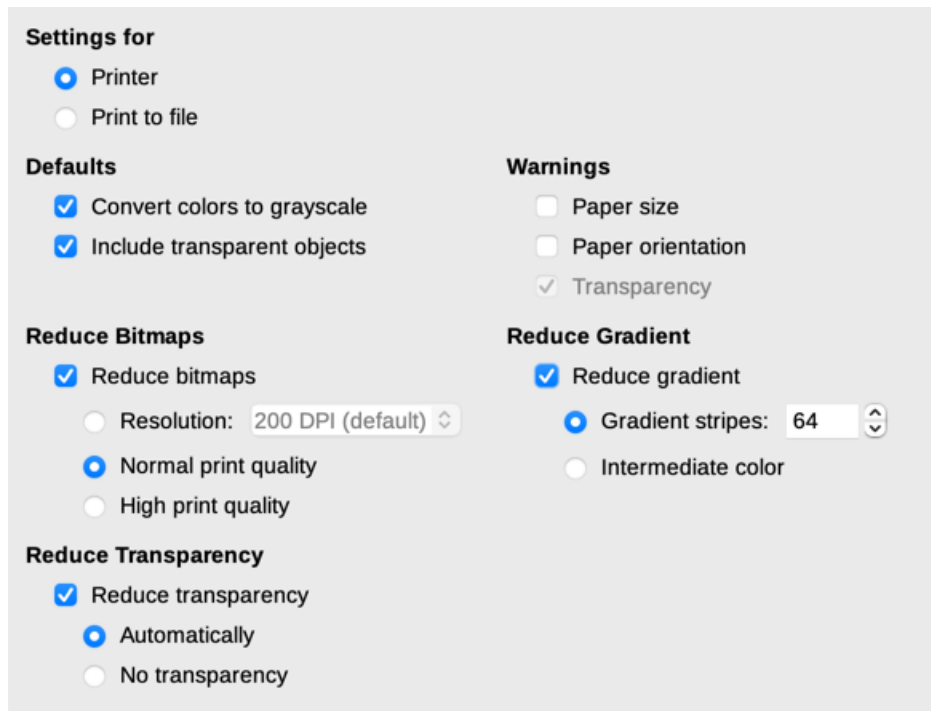 Settings for
Printer
Print to file
Defaults
Convert colors to grayscale
Include transparent objects
Warnings
Paper size
Paper orientation
Transparency
Reduce Bitmaps
Reduce bitmaps
Resolution: 200 DPI (default)
Normal print quality
High print quality
Reduce Gradient
Reduce gradient
Gradient stripes: 64
Intermediate color
Reduce Transparency
Reduce transparency
Automatically
No transparency